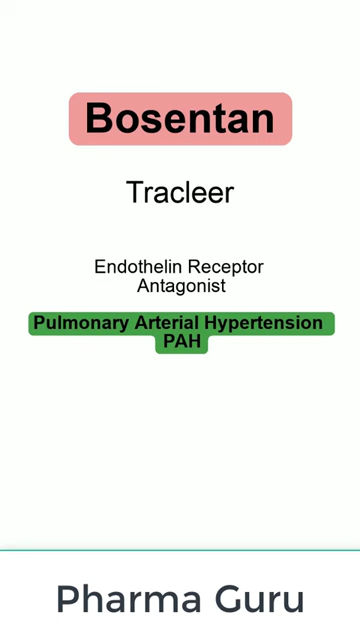 Bosentan
Tracleer
Endothelin Receptor
Antagonist
Pulmonary Arterial Hypertension
PAH
Pharma Guru